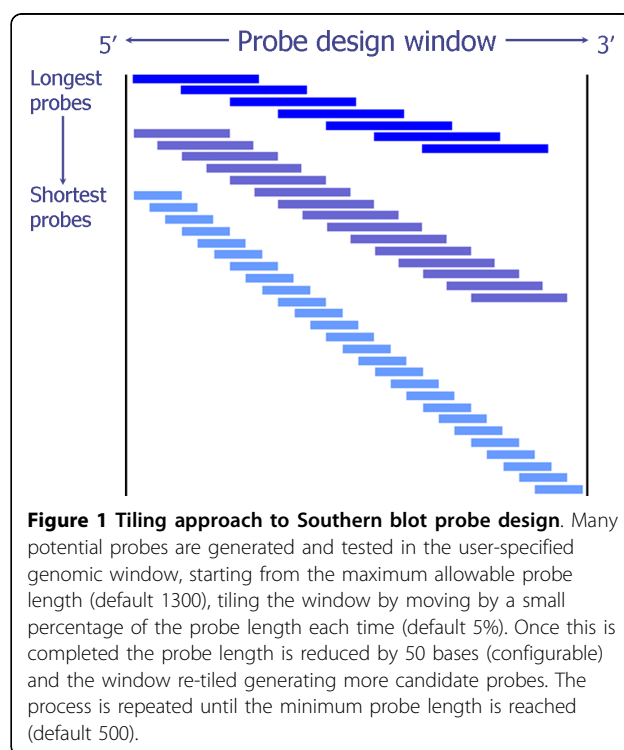 5’ Probe design window 3’
Longest
probes
Shortest
probes
Figure 1 Tiling approach to Southern blot probe design. Many
potential probes are generated and tested in the user-specified
genomic window, starting from the maximum allowable probe
length (default 1300), tiling the window by moving by a small
percentage of the probe length each time (default 5%). Once this is
completed the probe length is reduced by 50 bases (configurable)
and the window re-tiled generating more candidate probes. The
process is repeated until the minimum probe length is reached
(default 500).